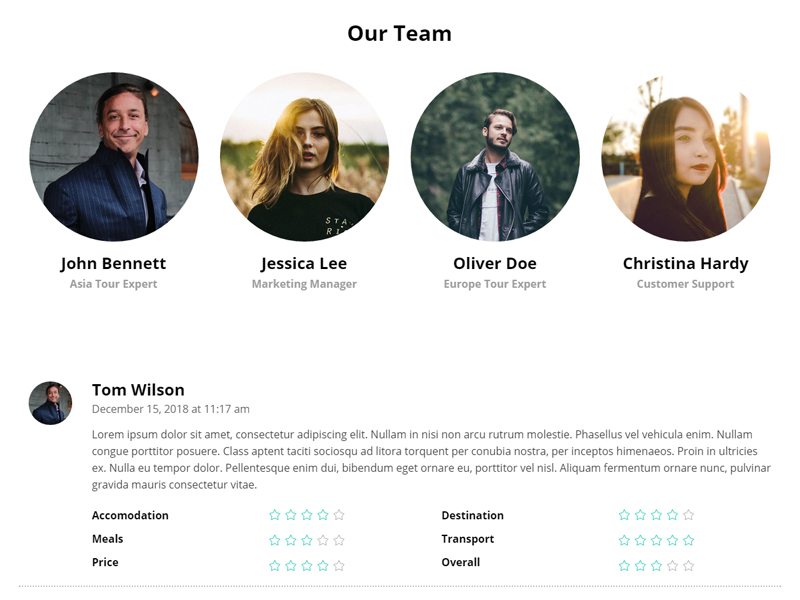 Our Team
STA
RI
John Bennett
Jessica Lee
Oliver Doe
Christina Hardy
Asia Tour Expert
Marketing Manager
Europe Tour Expert
Customer Support
Tom Wilson
December 15, 2018 at 11:17 am
Lorem ipsum dolor sit amet, consectetur adipiscing elit. Nullam in nisi non arcu rutrum molestie. Phasellus vel vehicula enim. Nullam
congue porttitor posuere. Class aptent taciti sociosqu ad litora torquent per conubia nostra, per inceptos himenaeos. Proin in ultricies
ex. Nulla eu tempor dolor. Pellentesque enim dui, bibendum eget ornare eu, porttitor vel nisl. Aliquam fermentum ornare nunc, pulvinar
gravida mauris consectetur vitae.
Accomodation
Destination
Meals
Transport
Price
Overall